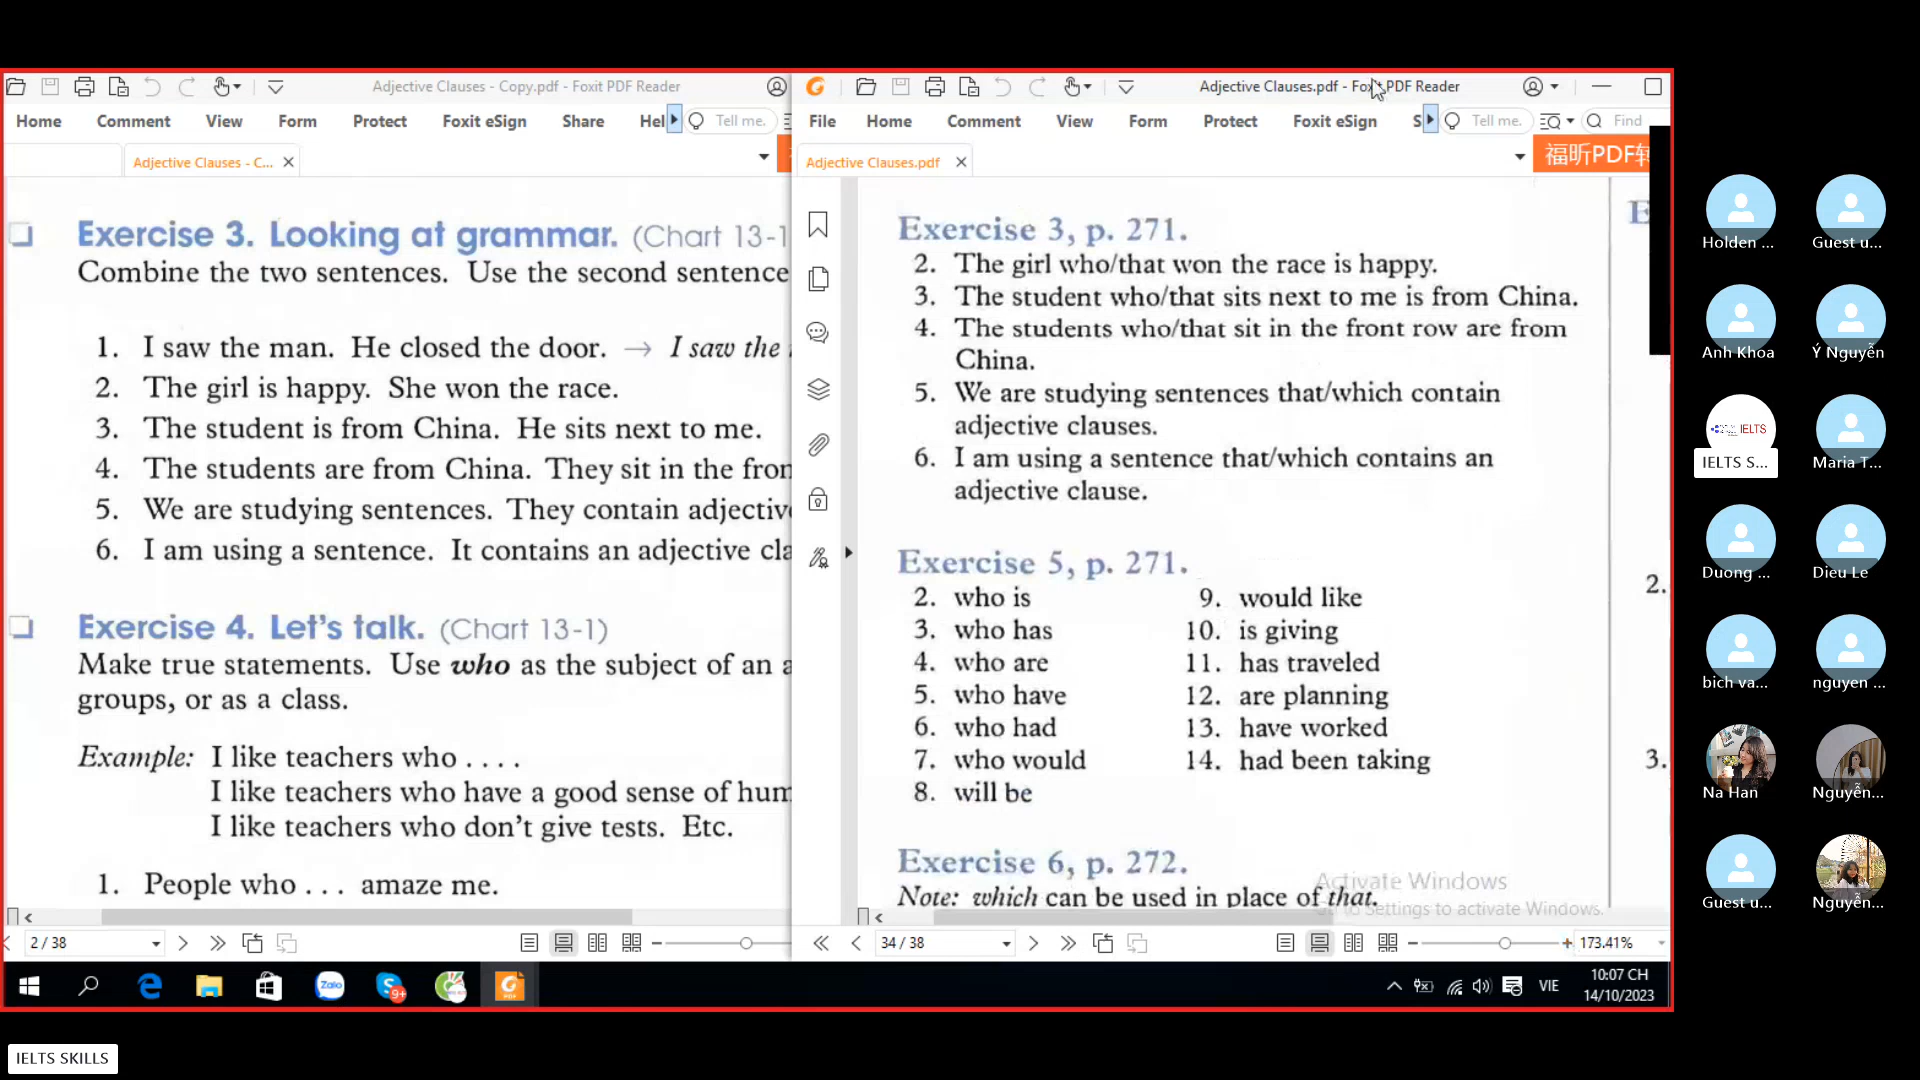 Adjective Clauses - Copy.pdf - Foxit PDF Reader
Home Comment View Form Protect Foxit eSign Share Hel Tell me.
Adjective Clauses - C...
Exercise 3. Looking at grammar. (Chart 13-1
Combine the two sentences. Use the second sentence
1. I saw the man. He closed the door. → I saw the
2. The girl is happy. She won the race.
3. The student is from China. He sits next to me.
4. The students are from China. They sit in the fron
5. We are studying sentences. They contain adjectiv
6. I am using a sentence. It contains an adjective cla
Exercise 4. Let's talk. (Chart 13-1)
Make true statements. Use who as the subject of an a
groups, or as a class.
Example: I like teachers who . . . .
I like teachers who have a good sense of hum
I like teachers who don't give tests. Etc.
1. People who . . . amaze me.
2 / 38
Adjective Clauses.pdf - Foxit PDF Reader
File Home Comment View Form Protect Foxit eSign S Tell me. Find
Adjective Clauses.pdf
福昕PDF转
Exercise 3, p. 271.
2. The girl who/that won the race is happy.
3. The student who/that sits next to me is from China.
4. The students who/that sit in the front row are from
China.
5. We are studying sentences that/which contain
adjective clauses.
6. I am using a sentence that/which contains an
adjective clause.
Exercise 5, p. 271.
2. who is
3. who has
4. who are
5. who have
6. who had
7. who would
8. will be
9. would like
10. is giving
11. has traveled
12. are planning
13. have worked
14. had been taking
Exercise 6, p. 272.
Note: which can be used in place of that.
E
2.
3.
Activate Windows
Go to Settings to activate Windows.
34 / 38
173.41%
Zalo
9+
VIE
10:07 CH
14/10/2023
Holden ...
Guest u...
Anh Khoa
Ý Nguyễn
IELTS
IELTS S...
Maria T...
Duong ...
Dieu Le
bich va...
nguyen ...
Na Han
Nguyễn...
Guest u...
Nguyễn...
IELTS SKILLS